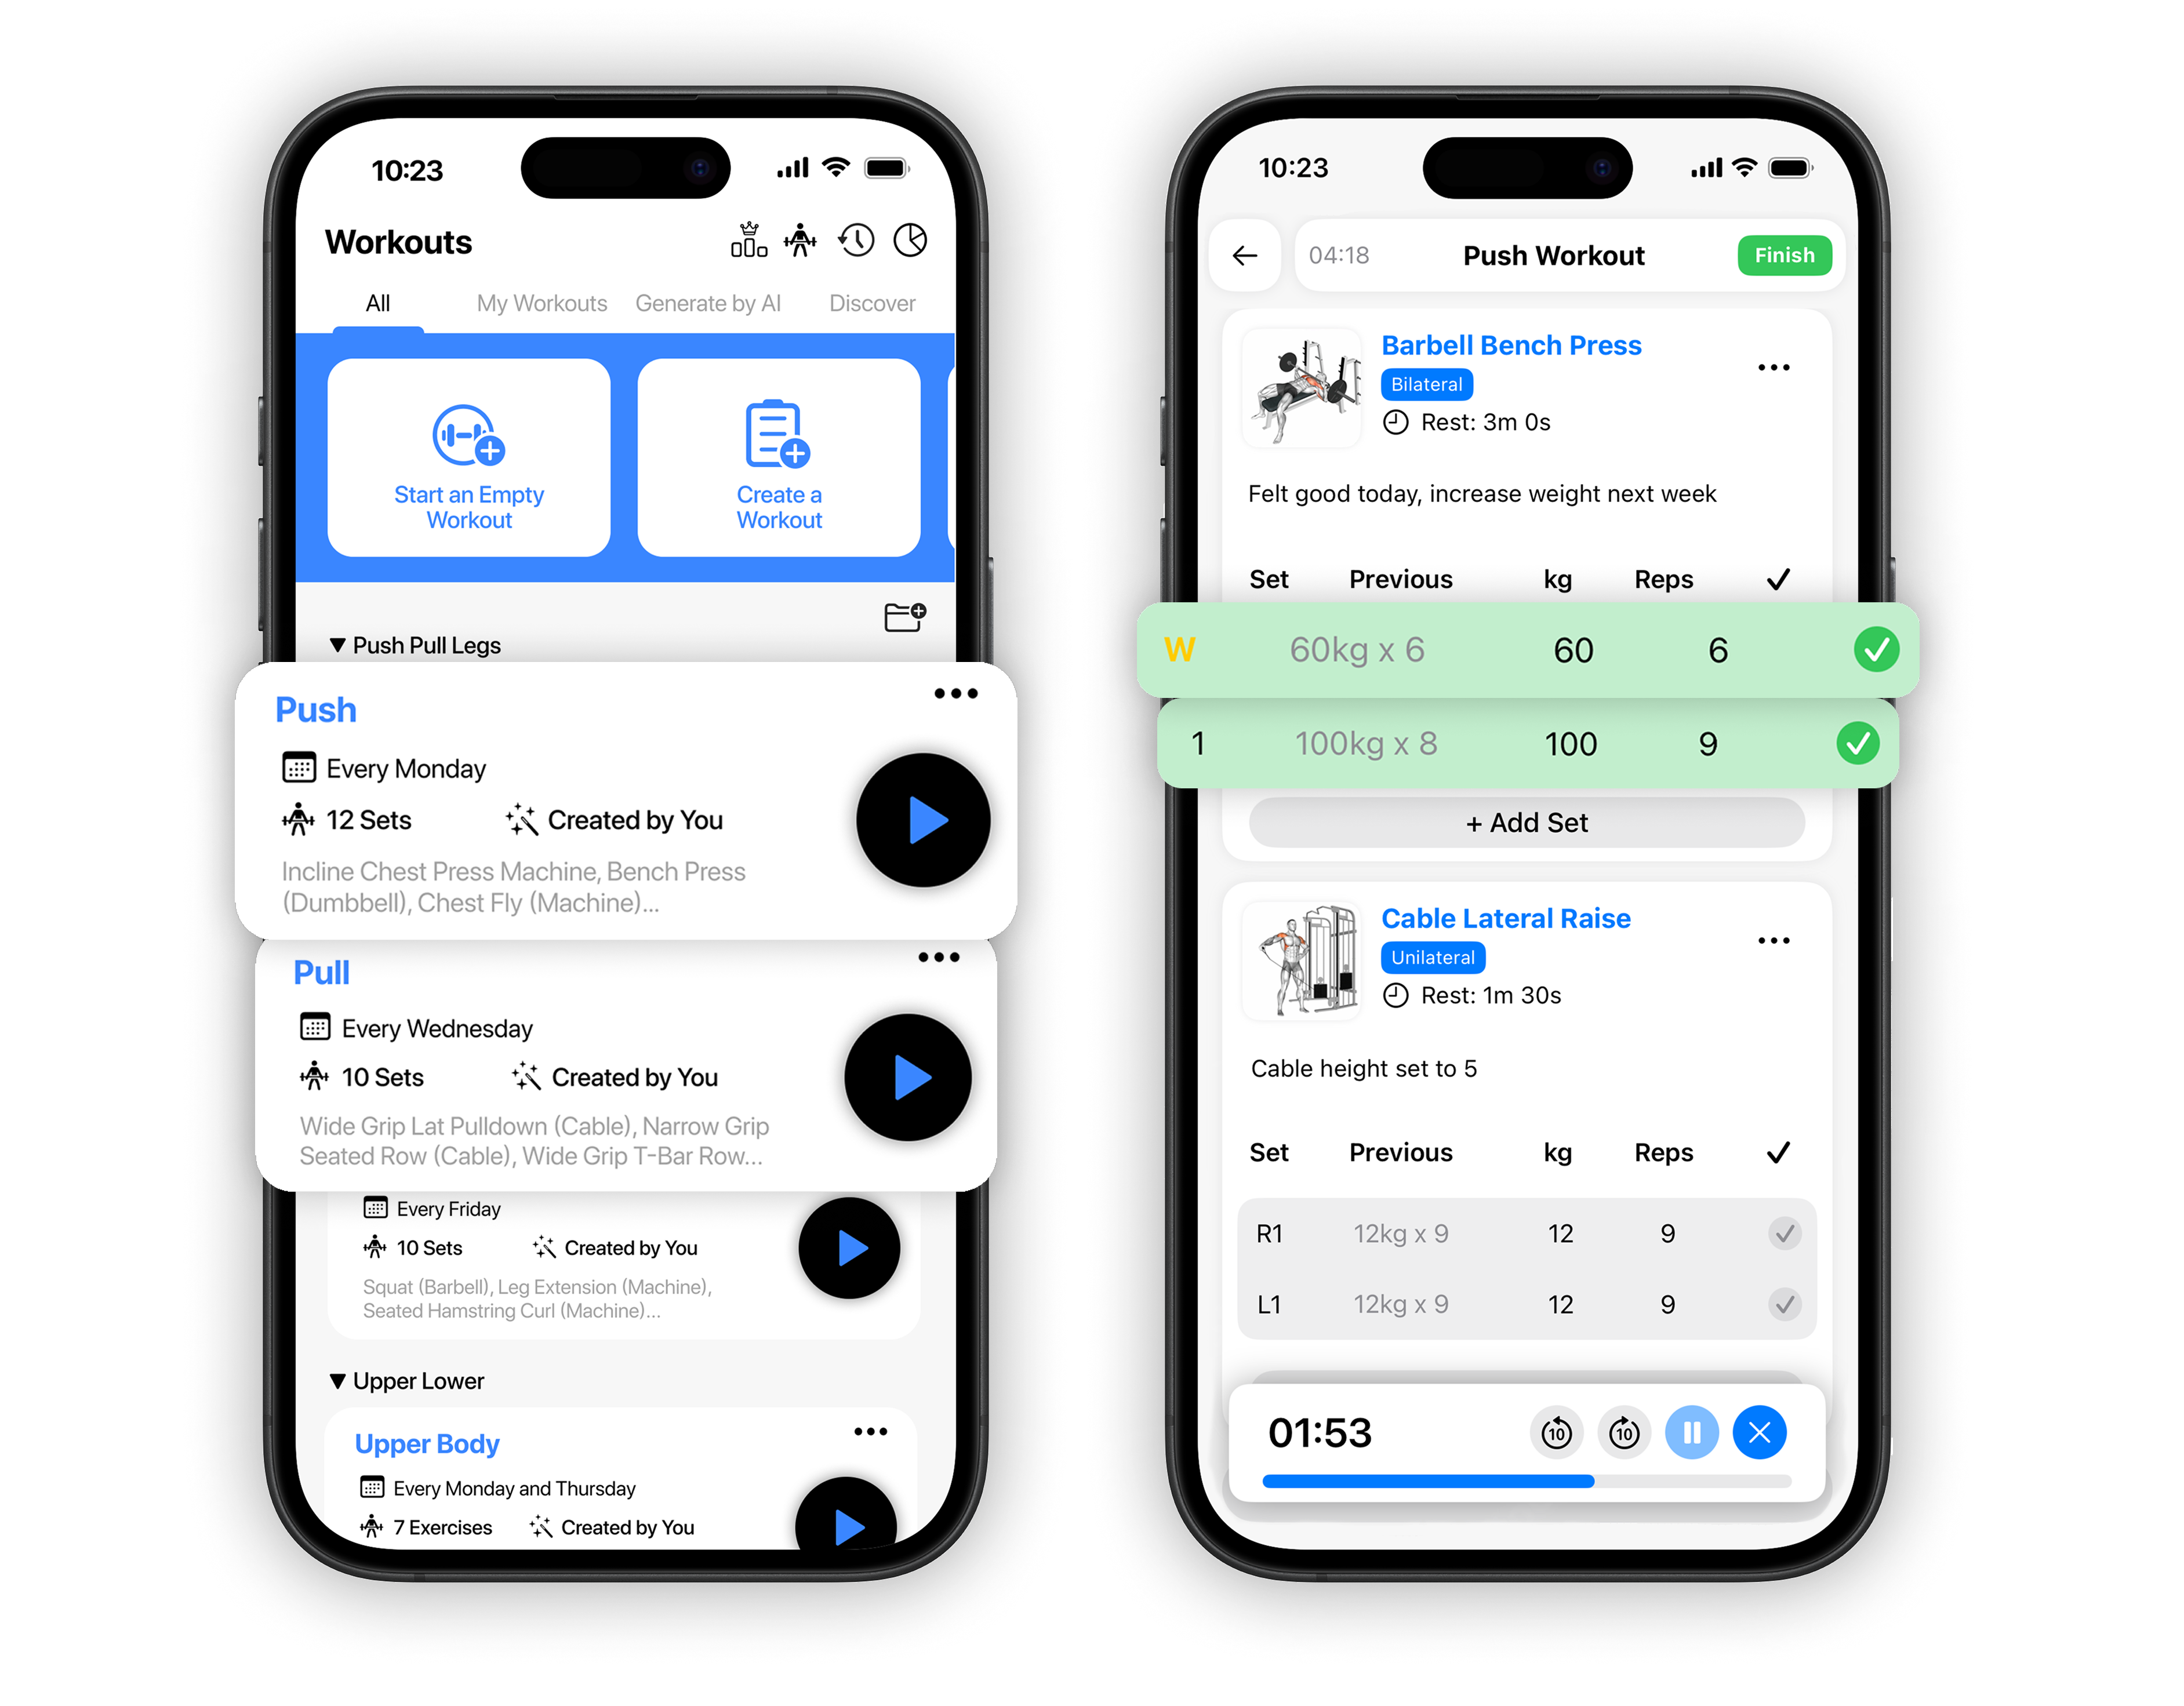 10:23
Workouts
All
My Workouts
Generate by AI
Discover
Start an Empty
Workout
Create a
Workout
▼ Push Pull Legs
Push
Every Monday
12 Sets
Created by You
Incline Chest Press Machine, Bench Press
(Dumbbell), Chest Fly (Machine)...
Pull
Every Wednesday
10 Sets
Created by You
Wide Grip Lat Pulldown (Cable), Narrow Grip
Seated Row (Cable), Wide Grip T-Bar Row...
Every Friday
10 Sets
Created by You
Squat (Barbell), Leg Extension (Machine),
Seated Hamstring Curl (Machine)...
▼ Upper Lower
Upper Body
Every Monday and Thursday
7 Exercises
Created by You
10:23
04:18
Push Workout
Finish
Barbell Bench Press
Bilateral
Rest: 3m 0s
Felt good today, increase weight next week
Set Previous kg Reps ✓
W 60kg x 6 60 6
1 100kg x 8 100 9
+ Add Set
Cable Lateral Raise
Unilateral
Rest: 1m 30s
Cable height set to 5
Set Previous kg Reps ✓
R1 12kg x 9 12 9
L1 12kg x 9 12 9
01:53
10
10